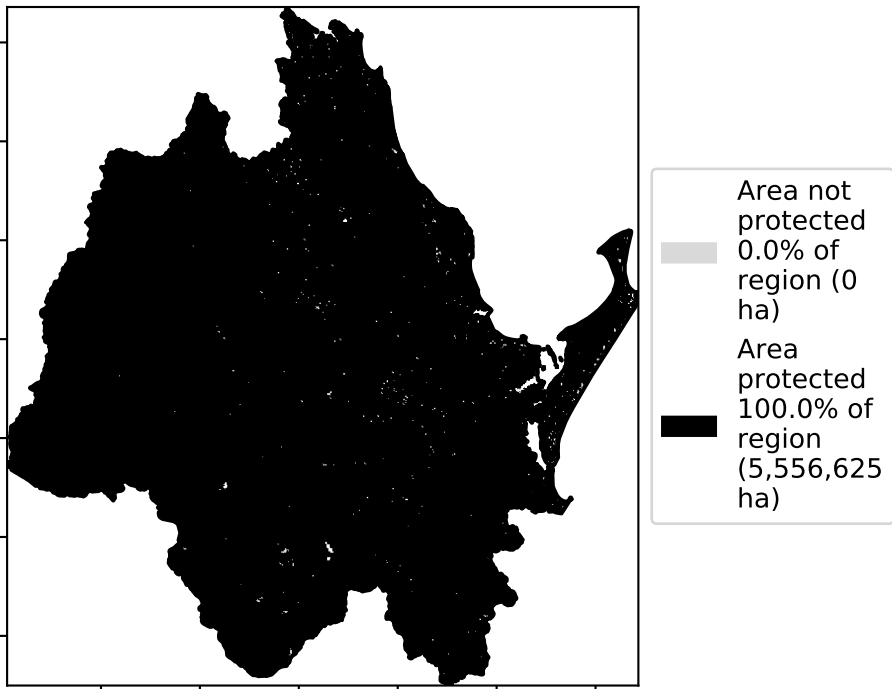 Area not
protected
0.0% of
region (0
ha)
Area
protected
100.0% of
region
(5,556,625
ha)